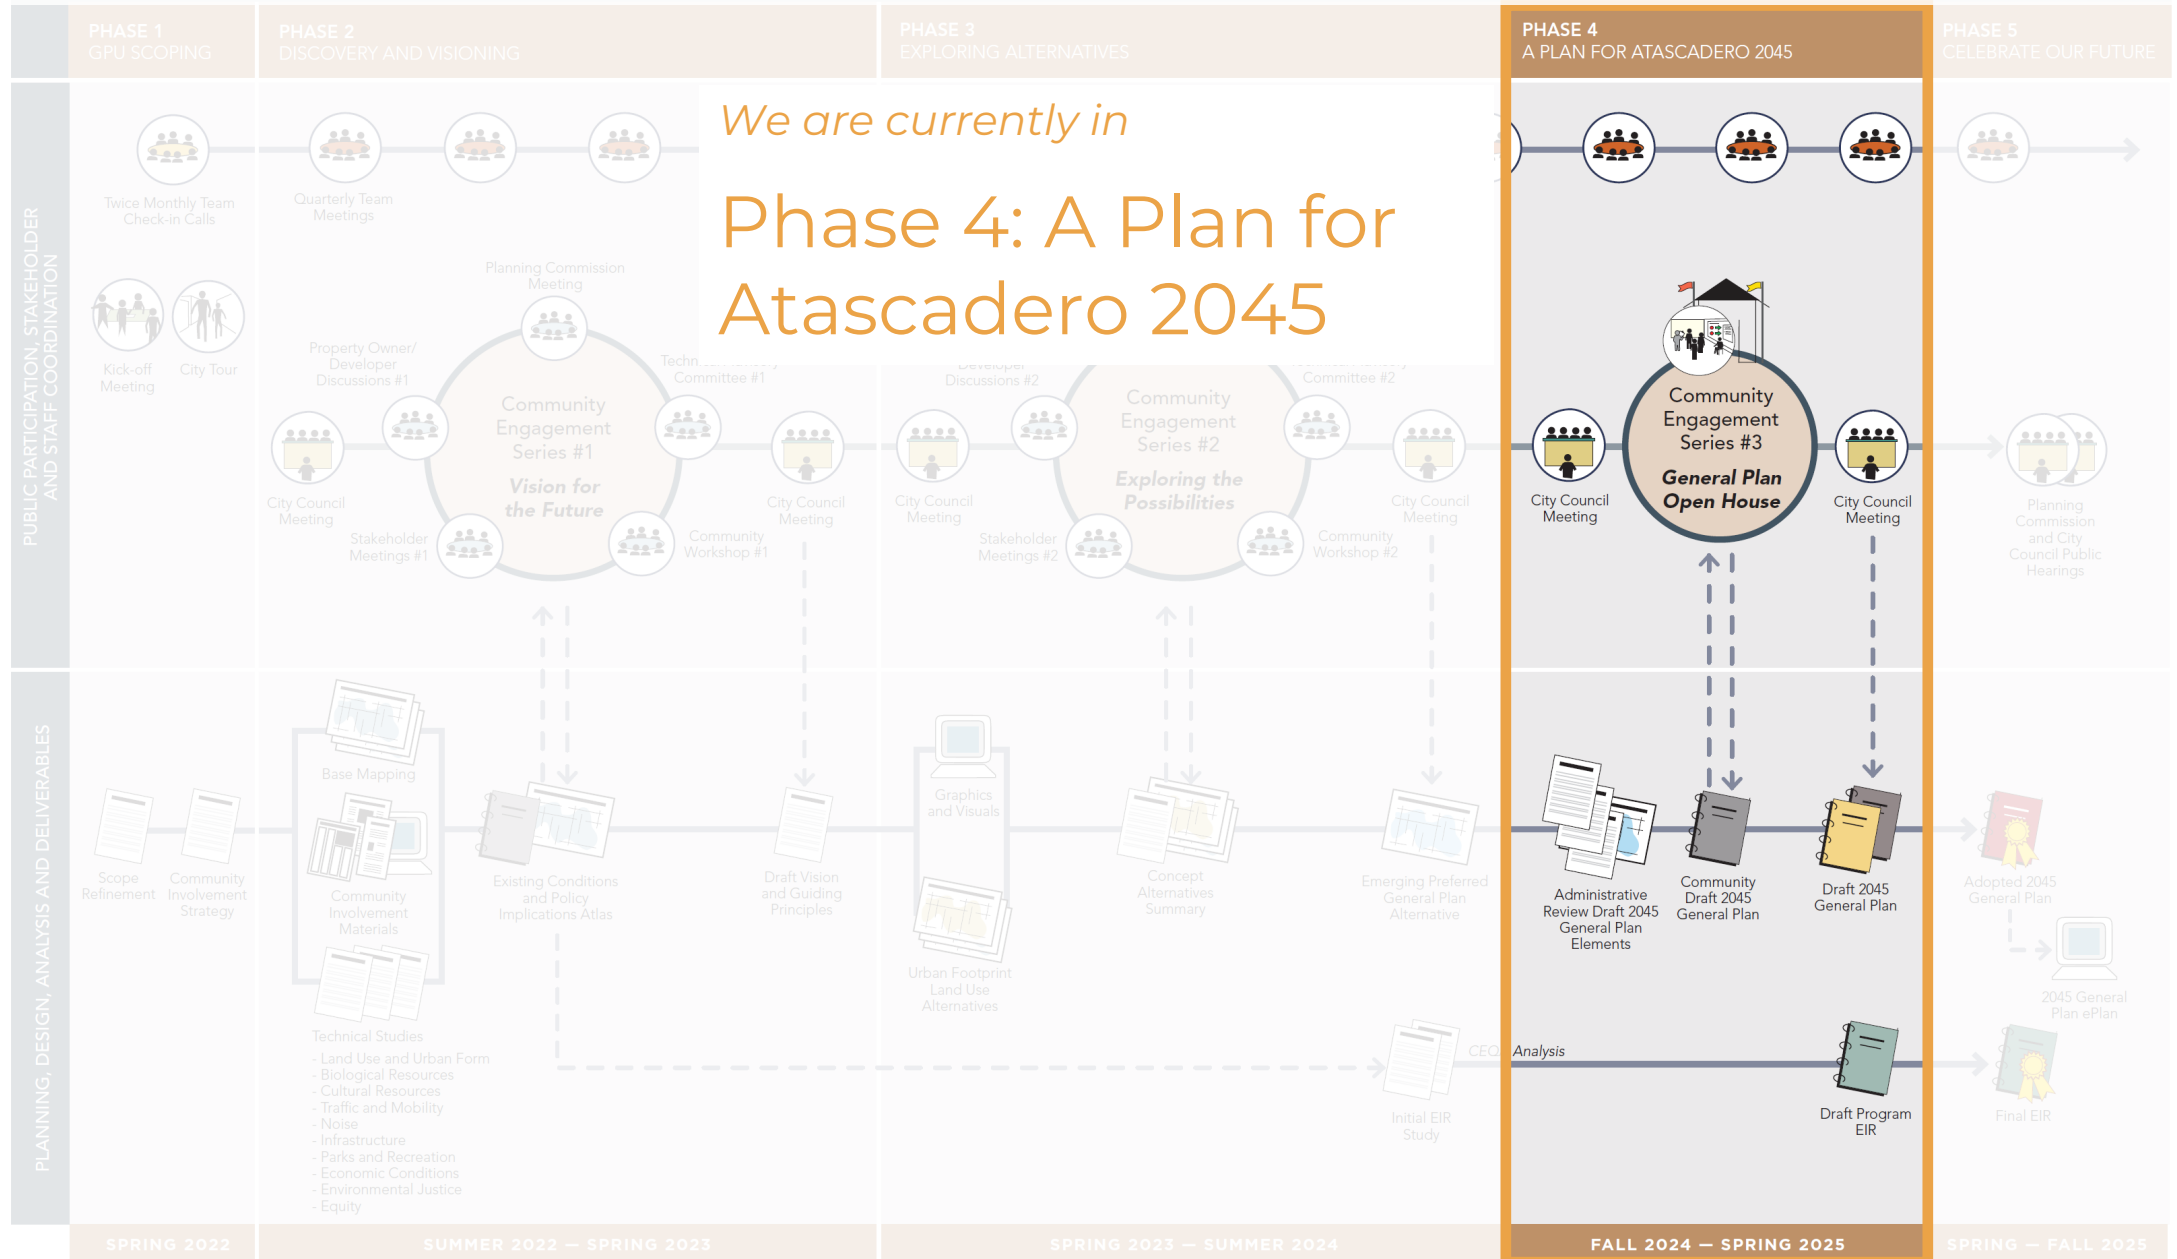 PHASE 1
GPU SCOPING
PHASE 2
DISCOVERY AND VISIONING
PHASE 3
EXPLORING ALTERNATIVES
PHASE 4
A PLAN FOR ATASCADERO 2045
PHASE 5
CELEBRATE OUR FUTURE
We are currently in
Phase 4: A Plan for
Atascadero 2045
PUBLIC PARTICIPATION, STAKEHOLDER
AND STAFF COORDINATION
Twice Monthly Team
Check-in Calls
Quarterly Team
Meetings
Kick-off
Meeting
City Tour
Planning Commission
Meeting
Property Owner/
Developer
Discussions #1
Committee #1
Community
Engagement
Series #1
Vision for
the Future
City Council
Meeting
Stakeholder
Meetings #1
Community
Workshop #1
City Council
Meeting
City Council
Meeting
Developer
Discussions #2
Committee #2
Community
Engagement
Series #2
Exploring the
Possibilities
Stakeholder
Meetings #2
Community
Workshop #2
City Council
Meeting
City Council
Meeting
Community
Engagement
Series #3
General Plan
Open House
City Council
Meeting
Planning
Commission
and City
Council Public
Hearings
PLANNING, DESIGN, ANALYSIS AND DELIVERABLES
Scope
Refinement
Community
Involvement
Strategy
Base Mapping
Community
Involvement
Materials
Technical Studies
- Land Use and Urban Form
- Biological Resources
- Cultural Resources
- Traffic and Mobility
- Noise
- Infrastructure
- Parks and Recreation
- Economic Conditions
- Environmental Justice
- Equity
Existing Conditions
and Policy
Implications Atlas
Draft Vision
and Guiding
Principles
Graphics
and Visuals
Urban Footprint
Land Use
Alternatives
Concept
Alternatives
Summary
Emerging Preferred
General Plan
Alternative
Initial EIR
Study
Analysis
Administrative
Review Draft 2045
General Plan
Elements
Community
Draft 2045
General Plan
Draft 2045
General Plan
Draft Program
EIR
Adopted 2045
General Plan
2045 General
Plan ePlan
Final EIR
SPRING 2022
SUMMER 2022 — SPRING 2023
SPRING 2023 — SUMMER 2024
FALL 2024 — SPRING 2025
SPRING — FALL 2025